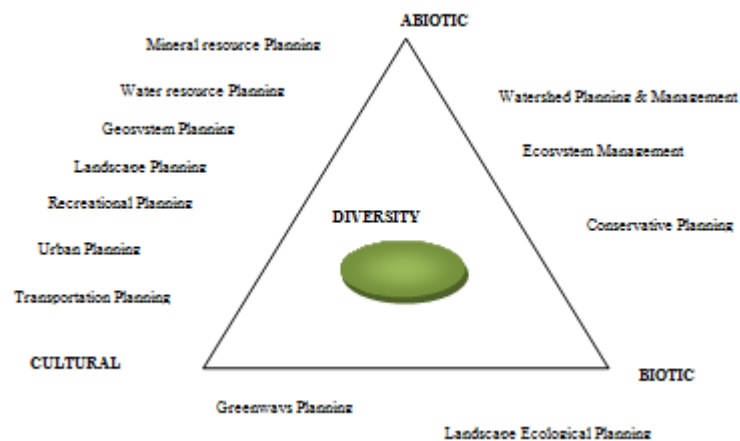 ABIOTIC
Mineral resource Planning
Water resource Planning
Watershed Planning & Management
Geosystem Planning
Ecosystem Management
Landscape Planning
Recreational Planning
DIVERSITY
Conservative Planning
Urban Planning
Transportation Planning
CULTURAL
BIOTIC
Greenways Planning
Landscape Ecological Planning